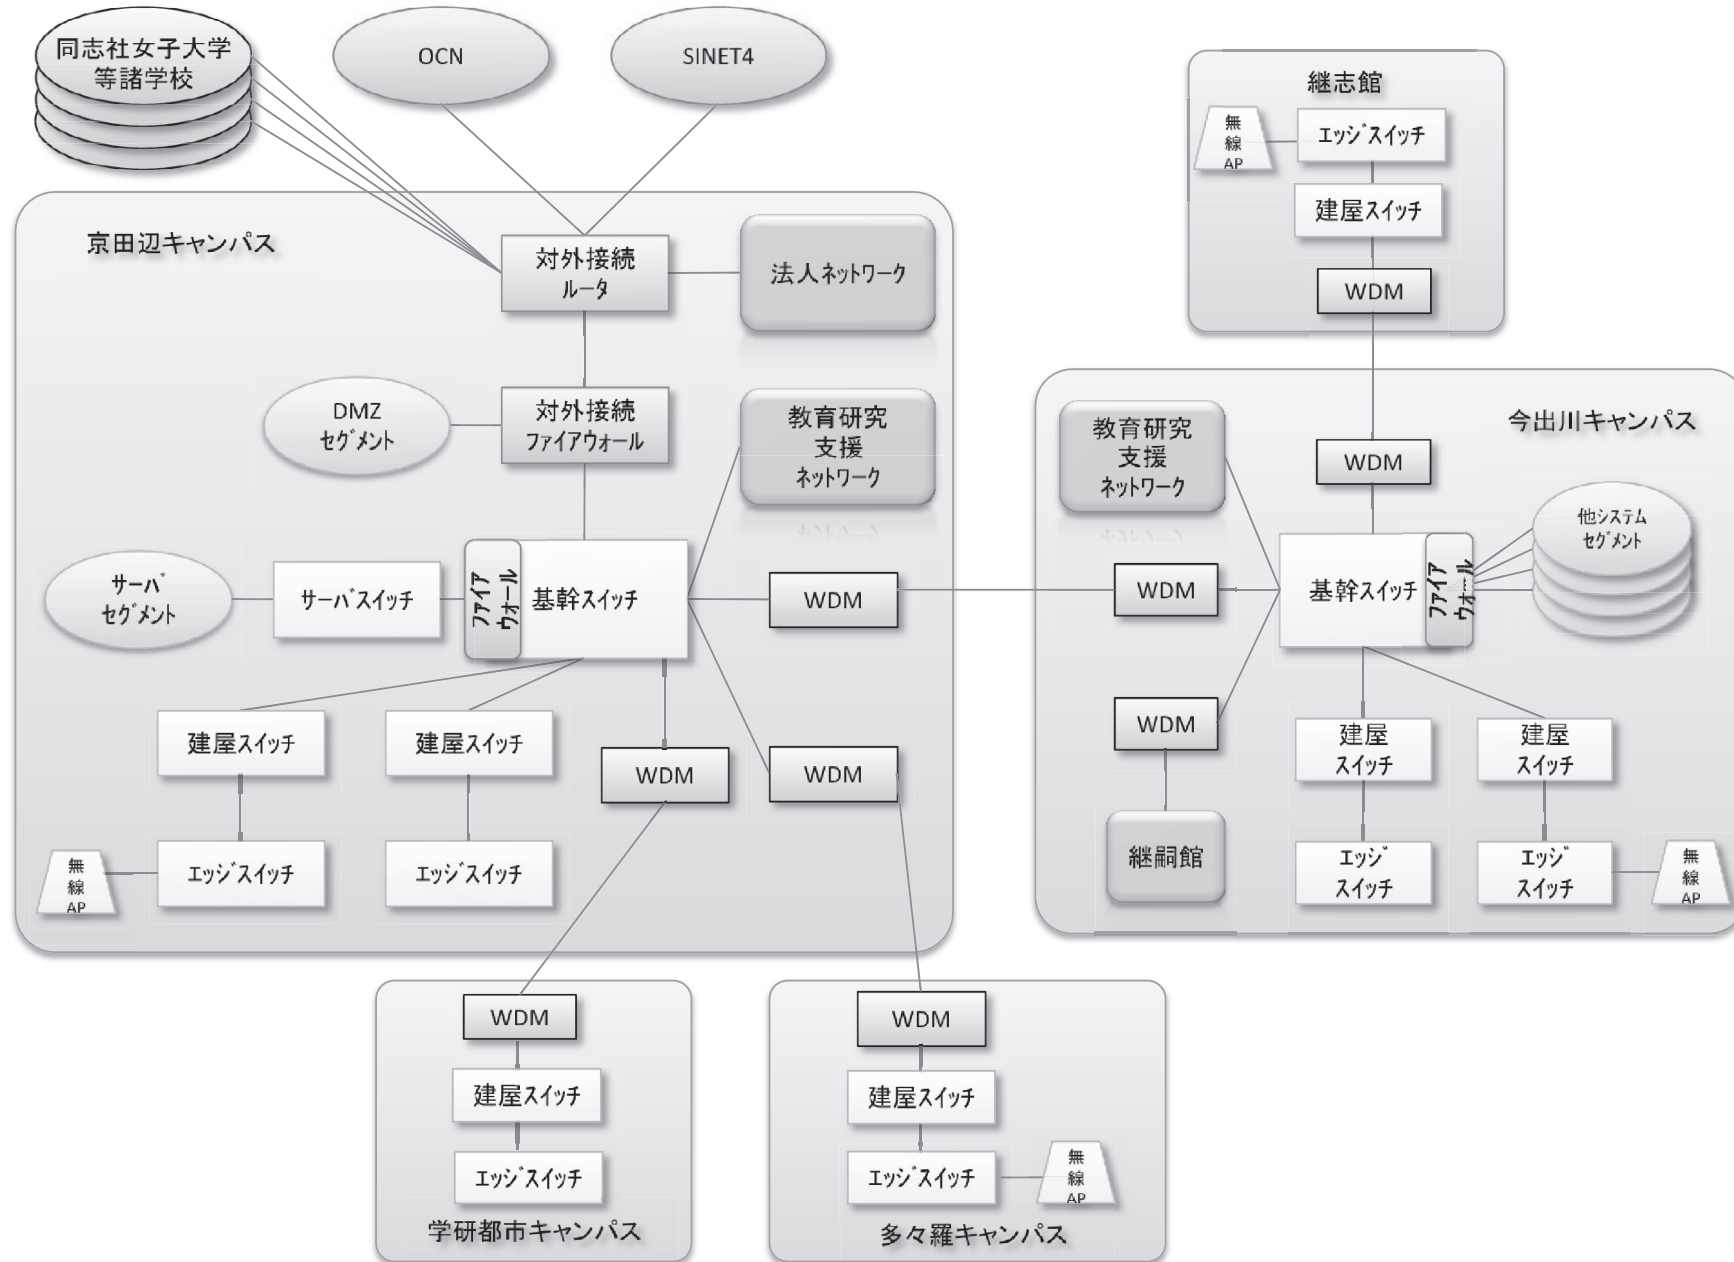 同志社女子大学
等諸学校
OCN
SINET4
継志館
無
線
AP
エッジスイッチ
建屋スイッチ
WDM
京田辺キャンパス
対外接続
ルータ
法人ネットワーク
DMZ
セグメント
対外接続
ファイアウォール
教育研究
支援
ネットワーク
サーバ
セグメント
サーバスイッチ
ファイア
ウォール
基幹スイッチ
WDM
建屋スイッチ
建屋スイッチ
WDM
WDM
無
線
AP
エッジスイッチ
エッジスイッチ
今出川キャンパス
教育研究
支援
ネットワーク
WDM
WDM
基幹スイッチ
ファイア
ウォール
他システム
セグメント
WDM
継嗣館
建屋
スイッチ
建屋
スイッチ
エッジ
スイッチ
エッジ
スイッチ
無
線
AP
WDM
建屋スイッチ
エッジスイッチ
学研都市キャンパス
WDM
建屋スイッチ
エッジスイッチ
無
線
AP
多々羅キャンパス